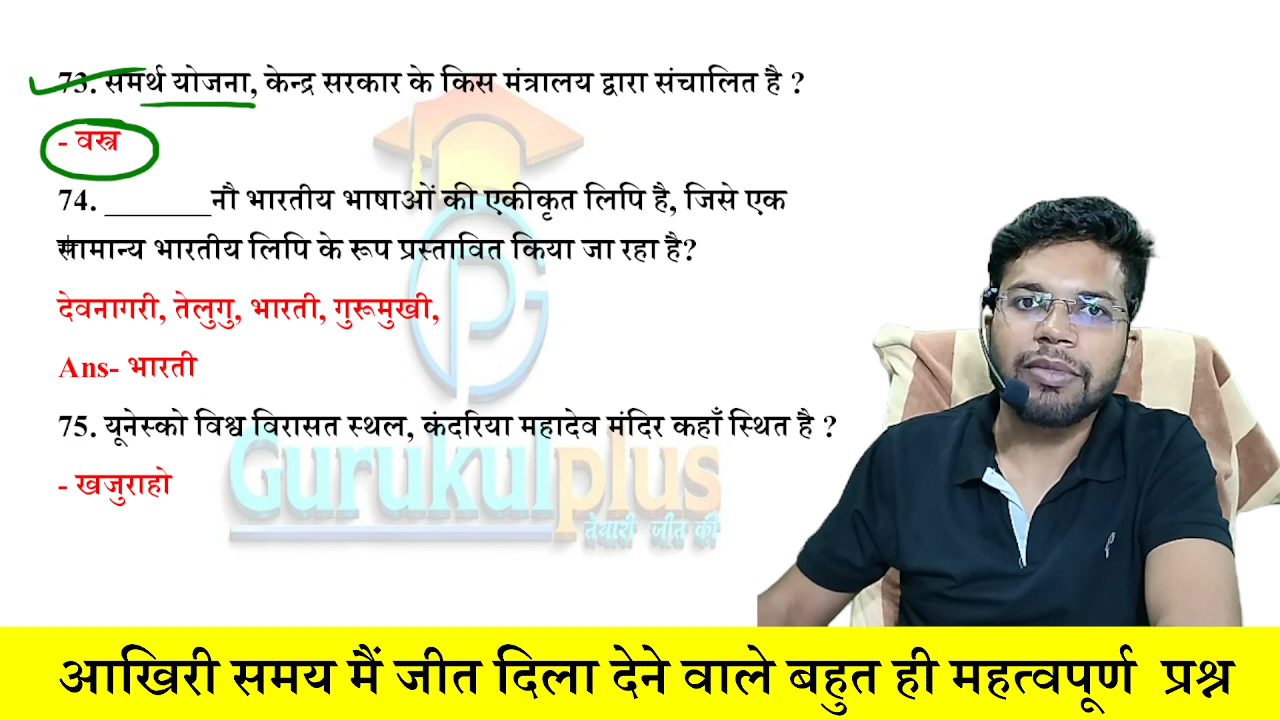 73. समर्थ योजना, केन्द्र सरकार के किस मंत्रालय द्वारा संचालित है ?
- वस्त्र
74. _______नौ भारतीय भाषाओं की एकीकृत लिपि है, जिसे एक
सामान्य भारतीय लिपि के रूप प्रस्तावित किया जा रहा है?
देवनागरी, तेलुगु, भारती, गुरूमुखी,
Ans- भारती
75. यूनेस्को विश्व विरासत स्थल, कंदरिया महादेव मंदिर कहाँ स्थित है ?
- खजुराहो
Gurukulplus
तैयारी जीत की
आखिरी समय मैं जीत दिला देने वाले बहुत ही महत्वपूर्ण प्रश्न